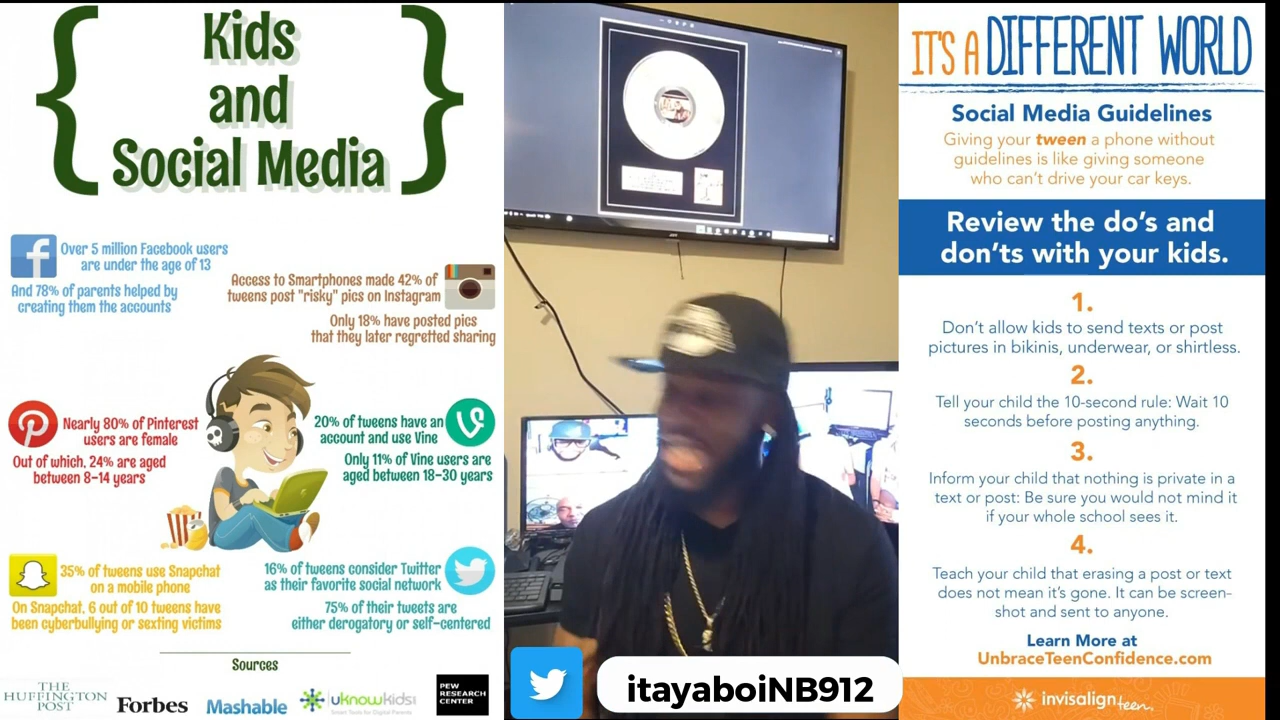 Kids
and
Social Media
Over 5 million Facebook users
are under the age of 13
And 78% of parents helped by
creating them the accounts
Access to Smartphones made 42% of
tweens post "risky" pics on Instagram
Only 18% have posted pics
that they later regretted sharing
Nearly 80% of Pinterest
users are female
Out of which, 24% are aged
between 8-14 years
20% of tweens have an
account and use Vine
Only 11% of Vine users are
aged between 18-30 years
35% of tweens use Snapchat
on a mobile phone
On Snapchat, 6 out of 10 tweens have
been cyberbullying or sexting victims
16% of tweens consider Twitter
as their favorite social network
75% of their tweets are
either derogatory or self-centered
Sources
THE
HUFFINGTON
POST
Forbes
Mashable
uKnowKids
Smart Tools for Digital Parents
PEW
RESEARCH
CENTER
itayaboiNB912
IT'S A DIFFERENT WORLD
Social Media Guidelines
Giving your tween a phone without
guidelines is like giving someone
who can't drive your car keys.
Review the do's and
don'ts with your kids.
1.
Don't allow kids to send texts or post
pictures in bikinis, underwear, or shirtless.
2.
Tell your child the 10-second rule: Wait 10
seconds before posting anything.
3.
Inform your child that nothing is private in a
text or post: Be sure you would not mind it
if your whole school sees it.
4.
Teach your child that erasing a post or text
does not mean it's gone. It can be screen-
shot and sent to anyone.
Learn More at
UnbraceTeenConfidence.com
invisalign teen